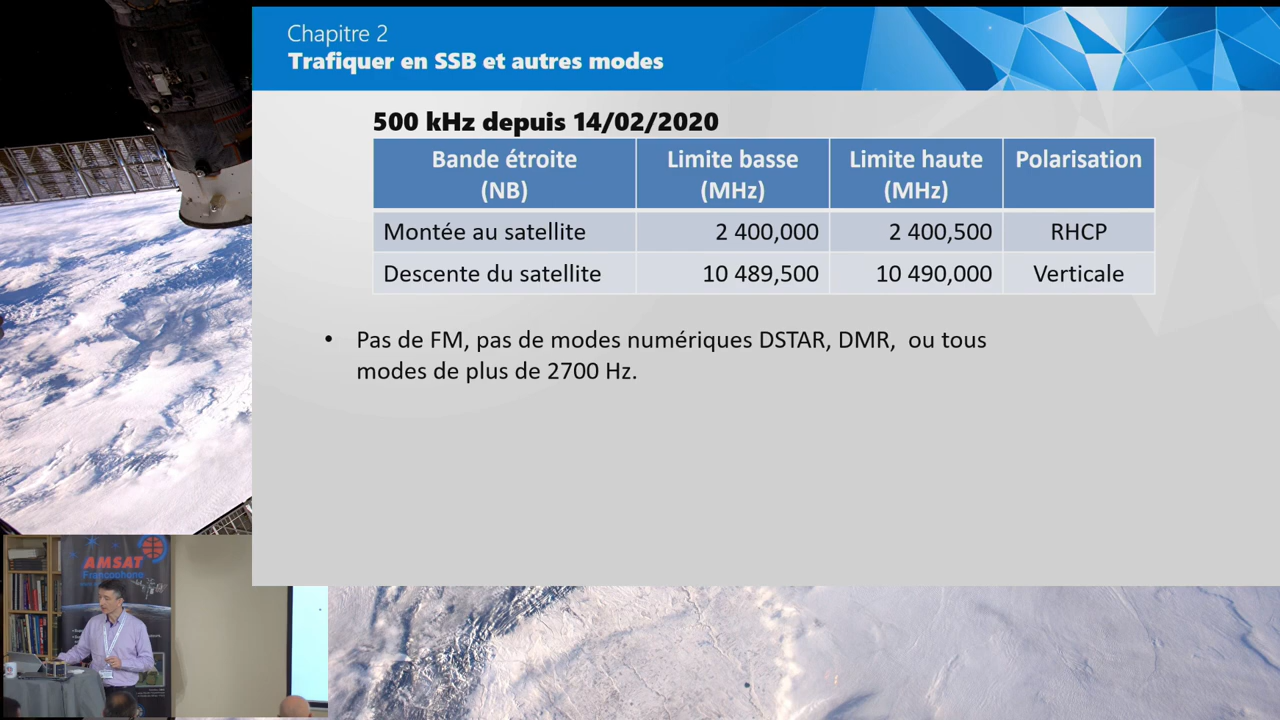 Chapitre 2
Trafiquer en SSB et autres modes
500 kHz depuis 14/02/2020
Bande étroite (NB) Limite basse (MHz) Limite haute (MHz) Polarisation
Montée au satellite 2 400,000 2 400,500 RHCP
Descente du satellite 10 489,500 10 490,000 Verticale
• Pas de FM, pas de modes numériques DSTAR, DMR, ou tous
modes de plus de 2700 Hz.
AMSAT
Francophone